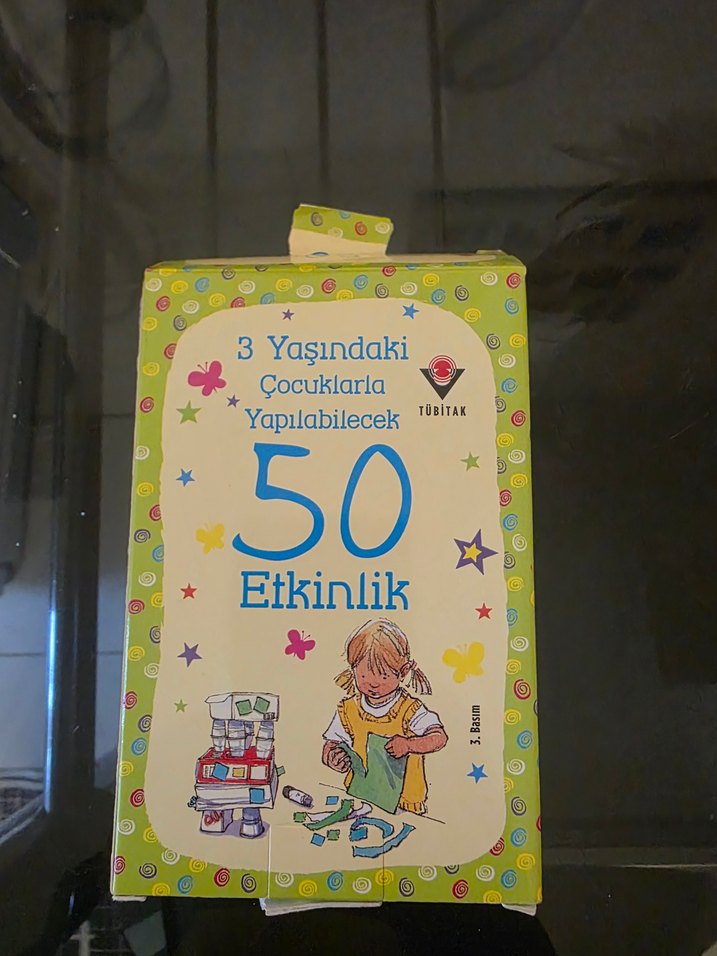 3 Yaşındaki
Çocuklarla
Yapılabilecek
50
Etkinlik
TÜBİTAK
3. Basım